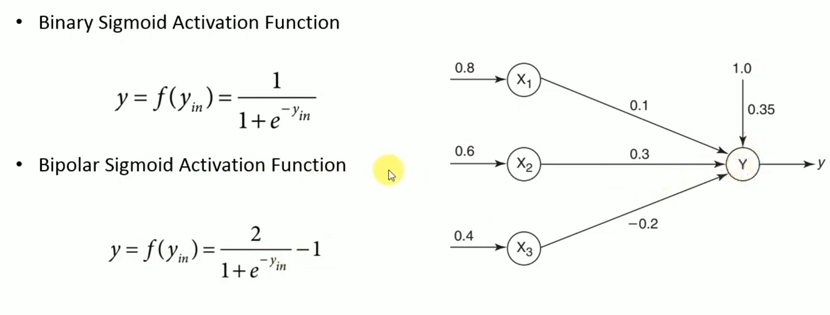 • Binary Sigmoid Activation Function
y = f(y_in) = 1 / (1 + e^(-y_in))
• Bipolar Sigmoid Activation Function
y = f(y_in) = 2 / (1 + e^(-y_in)) - 1
0.8
X₁
0.1
1.0
0.35
0.6
X₂
0.3
Y
y
0.4
X₃
−0.2